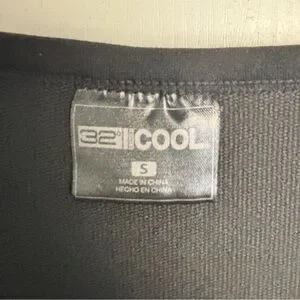 32° COOL
S
MADE IN CHINA
HECHO EN CHINA